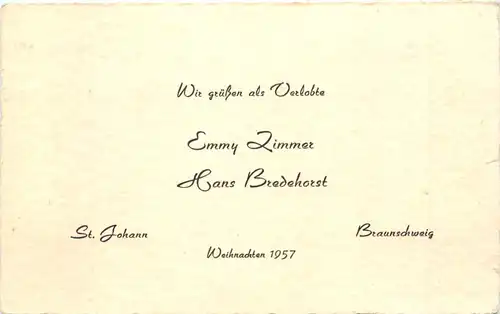 Wir grüßen als Verlobte
Emmy Zimmer
Hans Bredehorst
St. Johann
Braunschweig
Weihnachten 1957